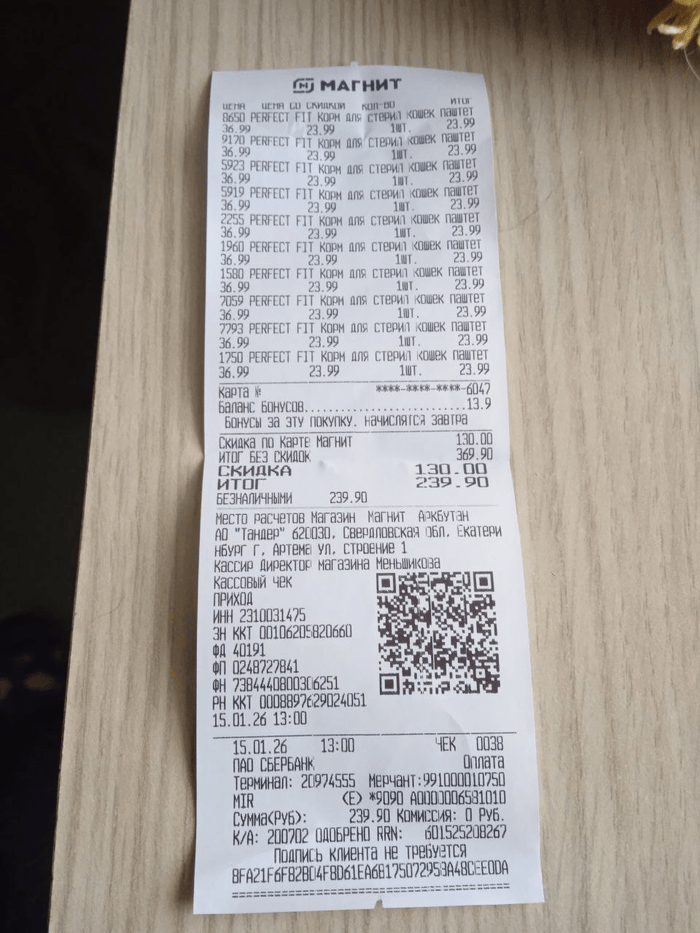 МАГНИТ
ЦЕНА ЦЕНА СО СКИДКОЙ КОЛ-ВО ИТОГ
8650 PERFECT FIT КОРМ ДЛЯ СТЕРИЛ КОШЕК ПАШТЕТ
36.99 23.99 1ШТ. 23.99
9170 PERFECT FIT КОРМ ДЛЯ СТЕРИЛ КОШЕК ПАШТЕТ
36.99 23.99 1ШТ. 23.99
5923 PERFECT FIT КОРМ ДЛЯ СТЕРИЛ КОШЕК ПАШТЕТ
36.99 23.99 1ШТ. 23.99
5919 PERFECT FIT КОРМ ДЛЯ СТЕРИЛ КОШЕК ПАШТЕТ
36.99 23.99 1ШТ. 23.99
2255 PERFECT FIT КОРМ ДЛЯ СТЕРИЛ КОШЕК ПАШТЕТ
36.99 23.99 1ШТ. 23.99
1960 PERFECT FIT КОРМ ДЛЯ СТЕРИЛ КОШЕК ПАШТЕТ
36.99 23.99 1ШТ. 23.99
1580 PERFECT FIT КОРМ ДЛЯ СТЕРИЛ КОШЕК ПАШТЕТ
36.99 23.99 1ШТ. 23.99
7059 PERFECT FIT КОРМ ДЛЯ СТЕРИЛ КОШЕК ПАШТЕТ
36.99 23.99 1ШТ. 23.99
7793 PERFECT FIT КОРМ ДЛЯ СТЕРИЛ КОШЕК ПАШТЕТ
36.99 23.99 1ШТ. 23.99
1750 PERFECT FIT КОРМ ДЛЯ СТЕРИЛ КОШЕК ПАШТЕТ
36.99 23.99 1ШТ. 23.99
КАРТА № ****-****-****-6047
БАЛАНС БОНУСОВ........................13.9
БОНУСЫ ЗА ЭТУ ПОКУПКУ. НАЧИСЛЯТСЯ ЗАВТРА
СКИДКА ПО КАРТЕ МАГНИТ 130.00
ИТОГ БЕЗ СКИДОК 369.90
СКИДКА 130.00
ИТОГ 239.90
БЕЗНАЛИЧНЫМИ 239.90
МЕСТО РАСЧЕТОВ МАГАЗИН МАГНИТ АРКБУТАН
АО "ТАНДЕР" 620030, СВЕРДЛОВСКАЯ ОБЛ, ЕКАТЕРИ
НБУРГ Г, АРТЕМА УЛ, СТРОЕНИЕ 1
КАССИР ДИРЕКТОР МАГАЗИНА МЕНЬШИКОВА
КАССОВЫЙ ЧЕК
ПРИХОД
ИНН 2310031475
ЗН ККТ 00106205820660
ФД 40191
ФП 0248727841
ФН 7384440800306251
РН ККТ 0008897629024051
15.01.26 13:00
15.01.26 13:00 ЧЕК 0038
ПАО СБЕРБАНК Оплата
Терминал: 20974555 Мерчант:991000010750
MIR (E) *9090 A0000006581010
Сумма(Руб): 239.90 Комиссия: 0 Руб.
К/А: 200702 ОДОБРЕНО RRN: 601525208267
Подпись клиента не требуется
8FA21F6F82BD4F8D61EA6B1750729583A48CEE0DA